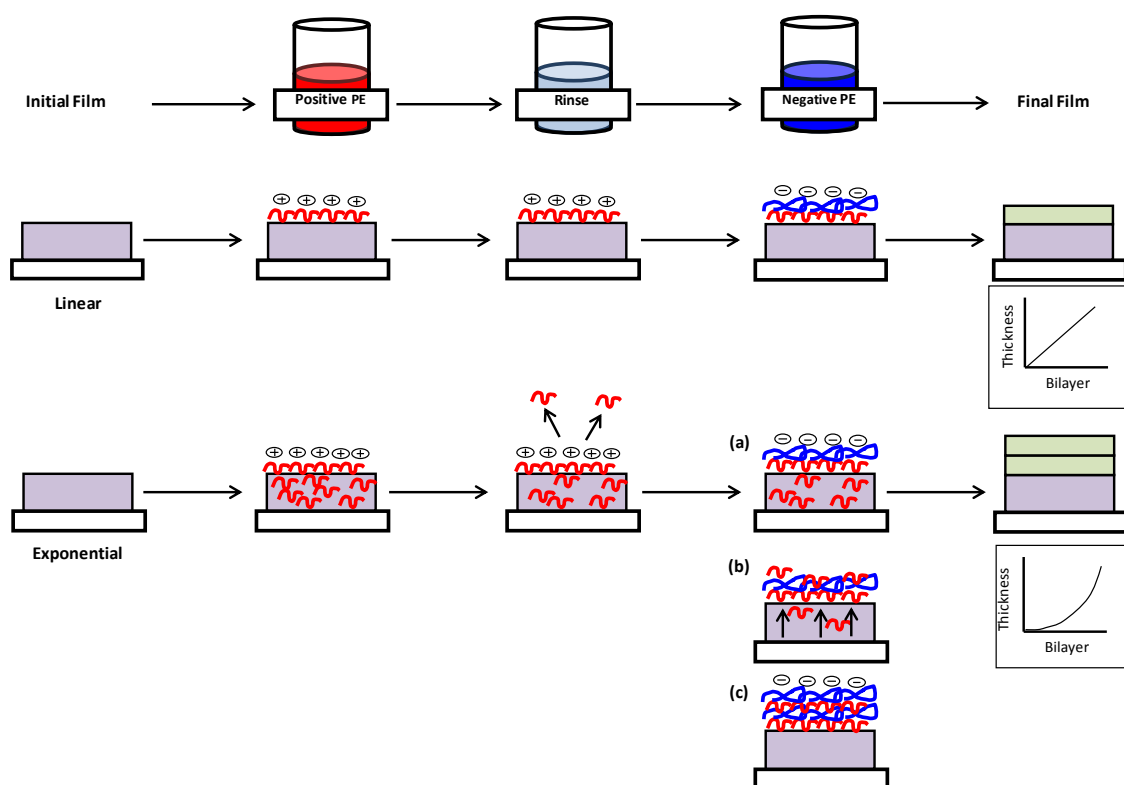 Initial Film
Positive PE
Rinse
Negative PE
Final Film
+ + + +
+ + + +
− − − −
Linear
Thickness
Bilayer
+ + + + +
+ + + + +
(a)
− − − −
Exponential
(b)
Thickness
Bilayer
(c)
− − − −